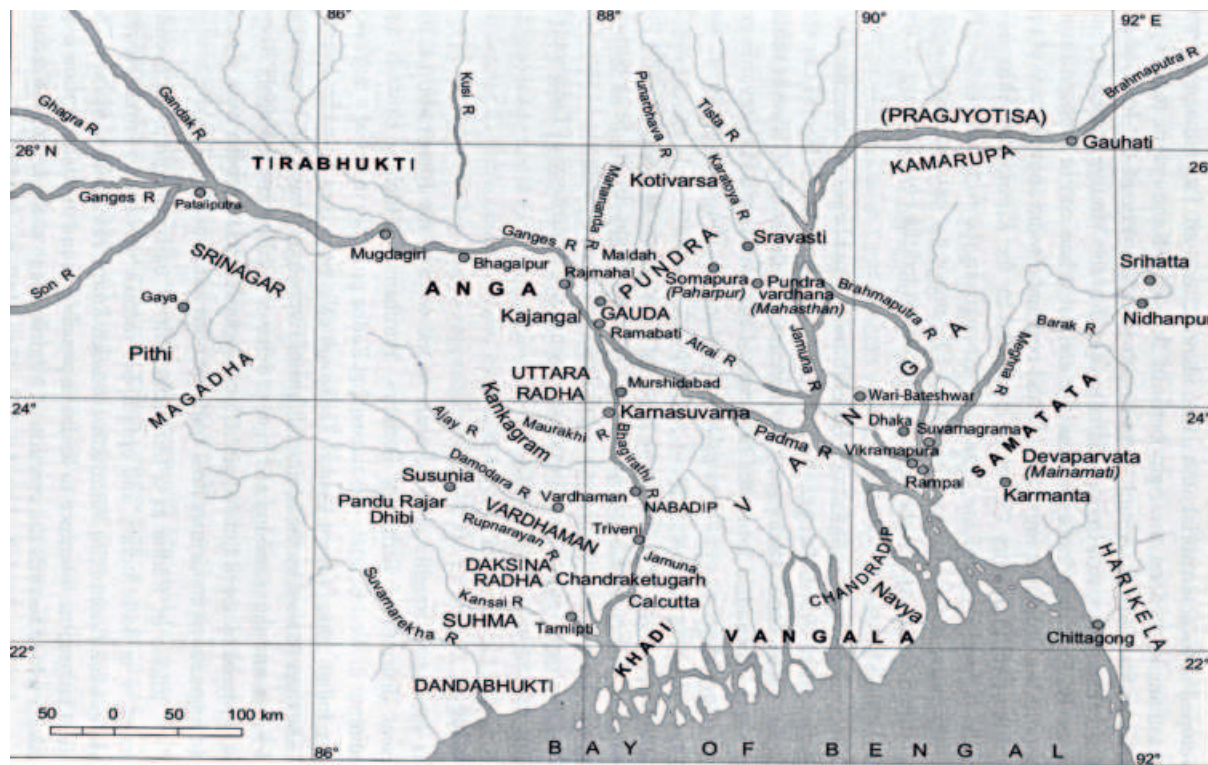 86°
88
90
92° E
Ghagra R
Gandak R
Kusi R
Punarbhava R
Tista R
(PRAGJYOTISA)
Brahmaputra R
26° N
TIRABHUKTI
KAMARUPA
Gauhati
26
Ganges R
Pataliputra
Mahananda R
Kotivarsa
Karatoya R
Son R
SRINAGAR
Mugdagiri
Ganges R
Bhagalpur
Maldah
PUNDRA
Sravasti
Srihatta
Gaya
ANGA
Rajmahal
Somapura
(Paharpur)
Pundra
vardhana
(Mahasthan)
Brahmaputra R
Nidhanpur
Kajangal
GAUDA
Ramabati
Atrai R
Jamuna R
Barak R
Pithi
MAGADHA
UTTARA
RADHA
Murshidabad
Meghna R
24°
Kankagram
Karnasuvarna
Wari-Bateshwar
24°
Ajay R
Maurakhi R
Bhagirathi R
Padma R
VANGA
Dhaka
Suvarnagrama
SAMATATA
Damodara R
Vikramapura
Devaparvata
(Mainamati)
Susunia
Rampal
Karmanta
Pandu Rajar
Dhibi
Vardhaman
VARDHAMAN
NABADIP
Rupnarayan R
Triveni
Jamuna
DAKSINA
RADHA
Chandraketugarh
CHANDRADIP
HARIKELA
Suvarnarekha R
Kansai R
Calcutta
Navya
SUHMA
Tamlipti
KHADI
VANGALA
Chittagong
22°
22°
DANDABHUKTI
50 0 50 100 km
86°
BAY OF BENGAL
92°